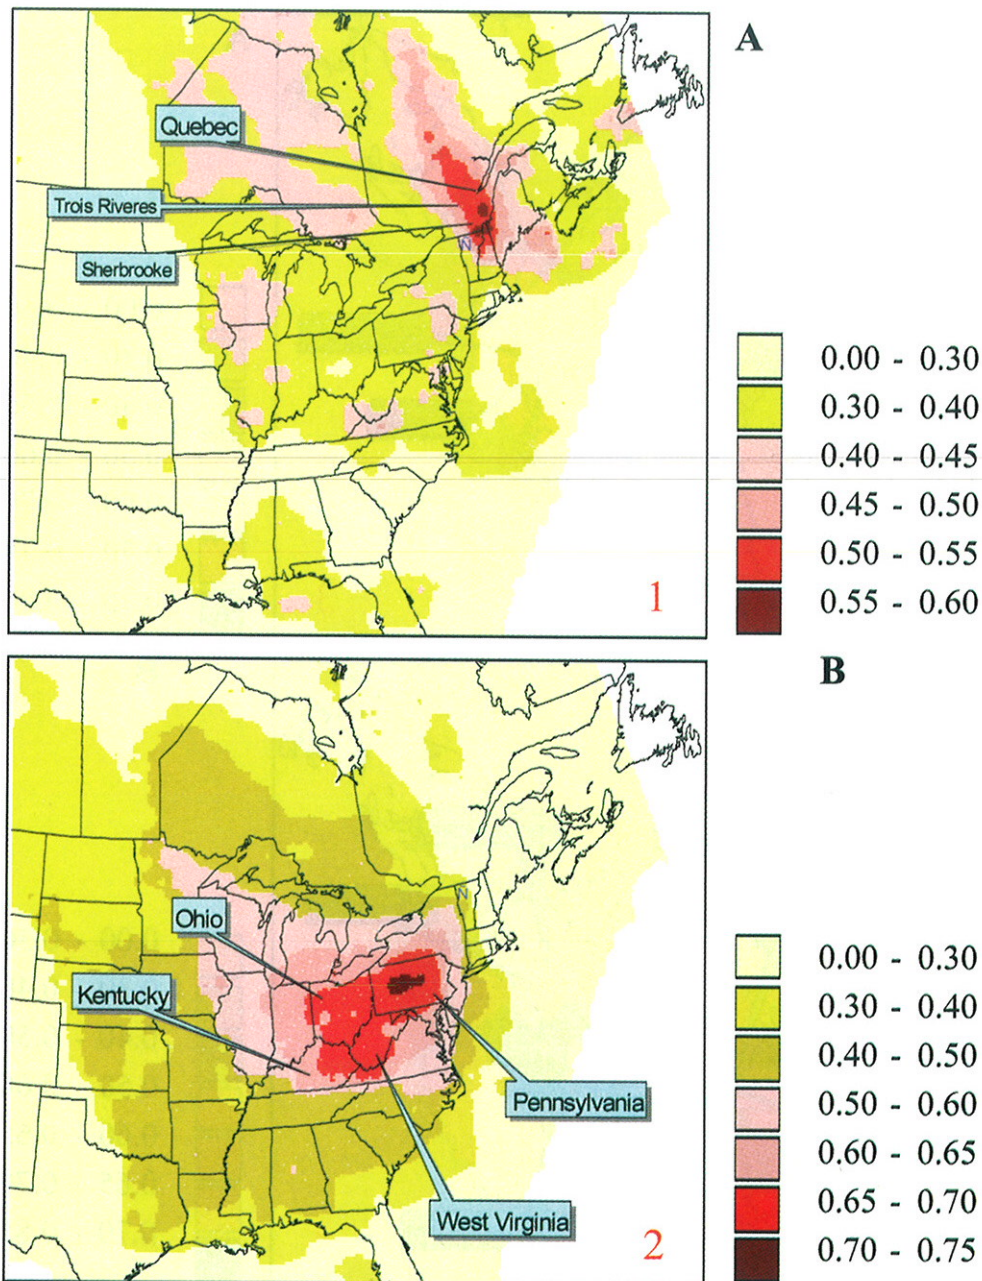 A
Quebec
Trois Riveres
Sherbrooke
N
1
0.00 - 0.30
0.30 - 0.40
0.40 - 0.45
0.45 - 0.50
0.50 - 0.55
0.55 - 0.60
B
Ohio
N
Kentucky
Pennsylvania
West Virginia
2
0.00 - 0.30
0.30 - 0.40
0.40 - 0.50
0.50 - 0.60
0.60 - 0.65
0.65 - 0.70
0.70 - 0.75